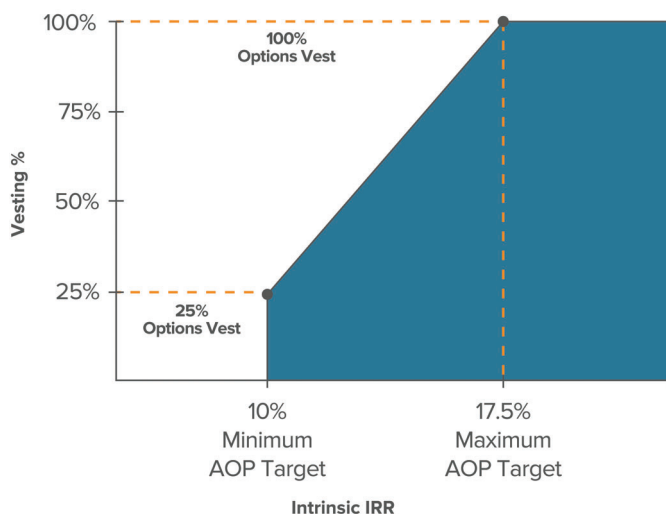 100%
100%
Options Vest
75%
Vesting %
50%
25%
25%
Options Vest
10%
Minimum
AOP Target
17.5%
Maximum
AOP Target
Intrinsic IRR